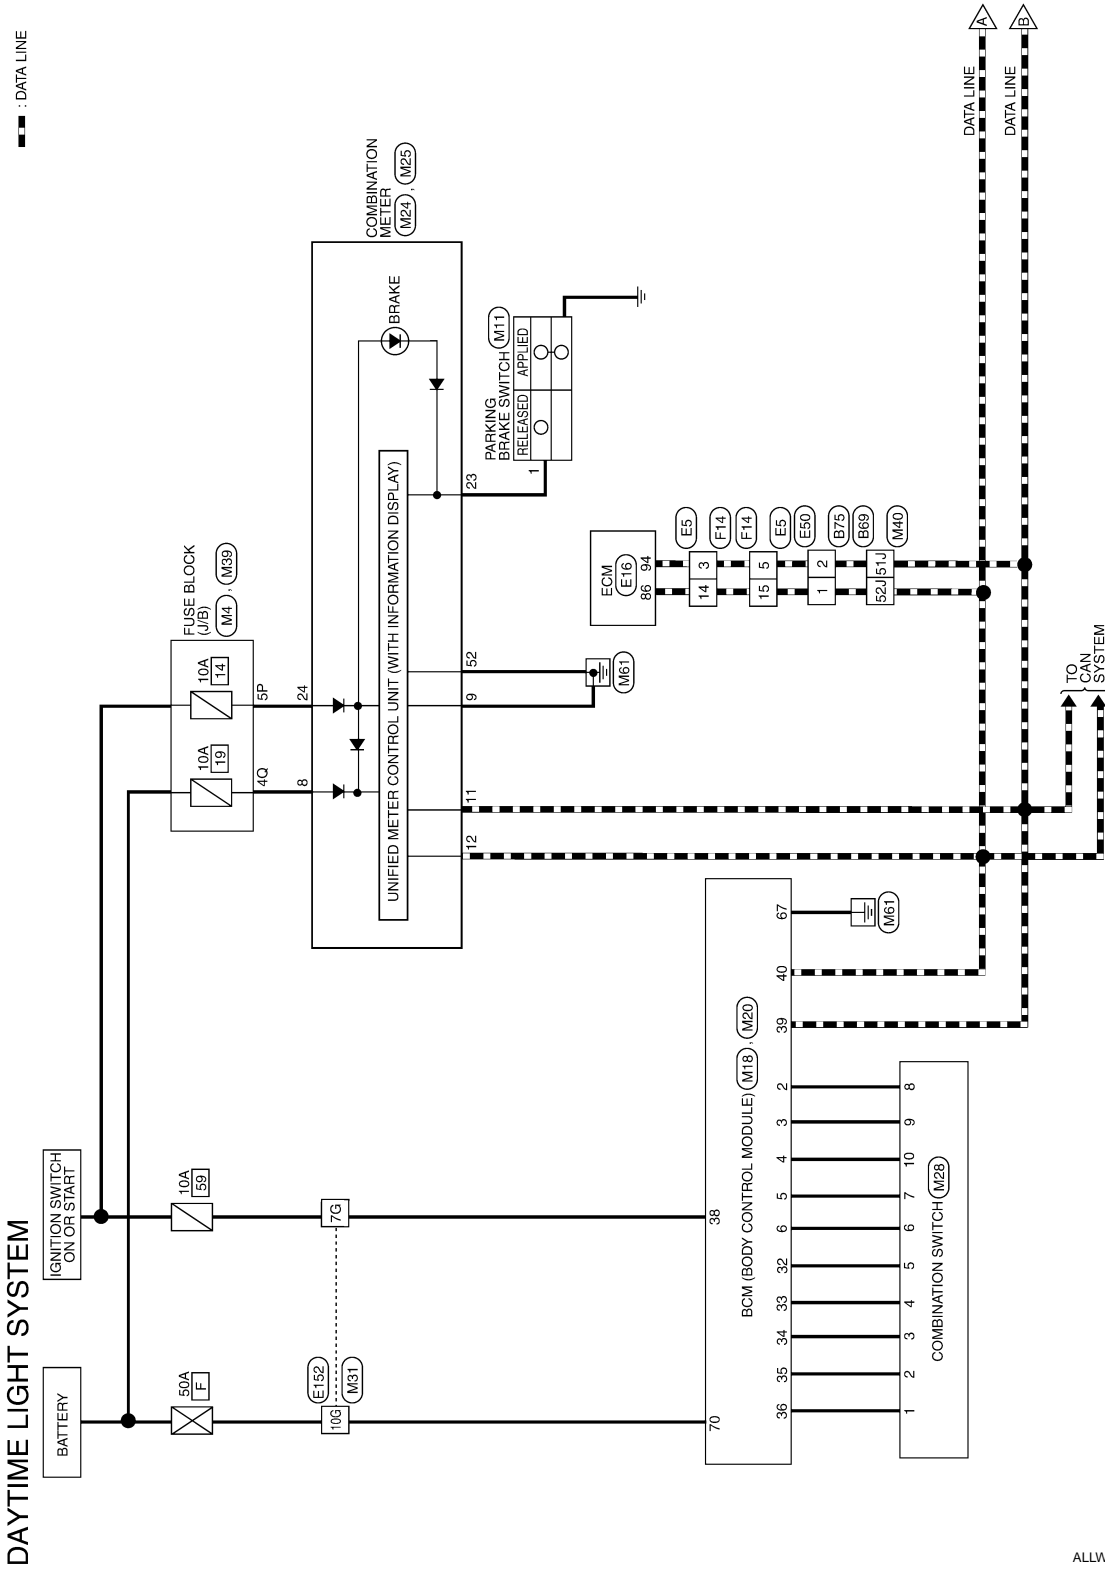 DAYTIME LIGHT SYSTEM
: DATA LINE
BATTERY
IGNITION SWITCH
ON OR START
50A
F
10A
59
E152
M31
10G
7G
FUSE BLOCK
(J/B)
M4 , M39
10A
19
10A
14
4Q
5P
8
24
COMBINATION
METER
M24 , M25
BRAKE
UNIFIED METER CONTROL UNIT (WITH INFORMATION DISPLAY)
12
11
9
52
23
M61
PARKING
BRAKE SWITCH
M11
RELEASED
APPLIED
1
ECM
E16
86
94
14
3
E5
F14
15
5
F14
E5
1
2
E50
B75
52J
51J
B69
M40
70
38
BCM (BODY CONTROL MODULE) M18 , M20
36
35
34
33
32
6
5
4
3
2
39
40
67
M61
1
2
3
4
5
6
7
10
9
8
COMBINATION SWITCH M28
TO
CAN
SYSTEM
DATA LINE
A
DATA LINE
B
ALLW